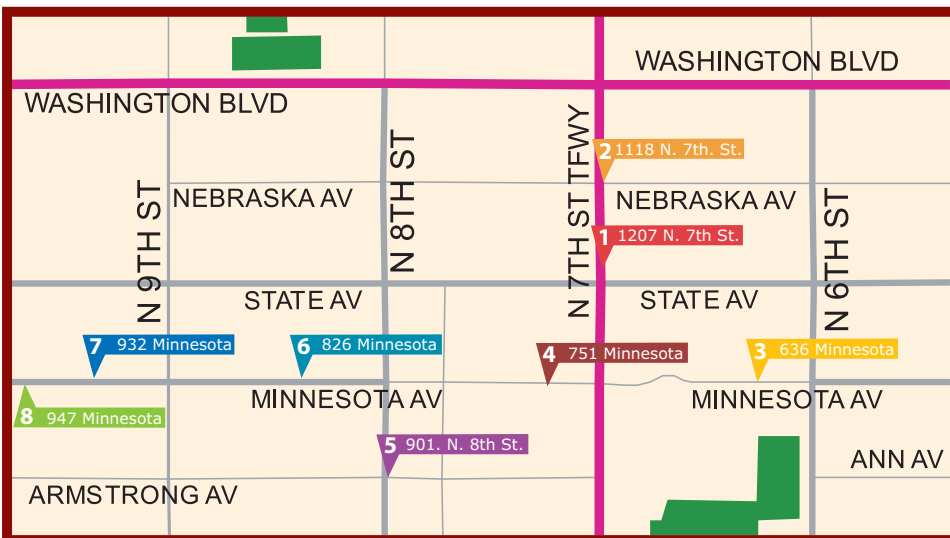 WASHINGTON BLVD
WASHINGTON BLVD
N 7TH ST TFWY
N 8TH ST
2 1118 N. 7th. St.
N 9TH ST
NEBRASKA AV
NEBRASKA AV
N 6TH ST
1 1207 N. 7th St.
STATE AV
STATE AV
7 932 Minnesota
6 826 Minnesota
4 751 Minnesota
3 636 Minnesota
MINNESOTA AV
MINNESOTA AV
8 947 Minnesota
5 901. N. 8th St.
ANN AV
ARMSTRONG AV